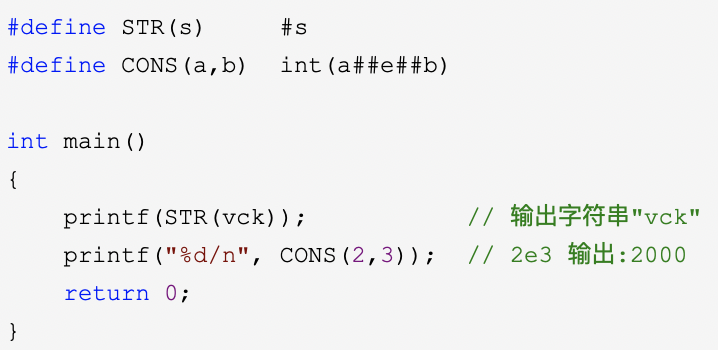 #define STR(s)     #s
#define CONS(a,b)  int(a##e##b)
int main()
{
    printf(STR(vck));           // 输出字符串"vck"
    printf("%d/n", CONS(2,3));  // 2e3 输出:2000
    return 0;
}